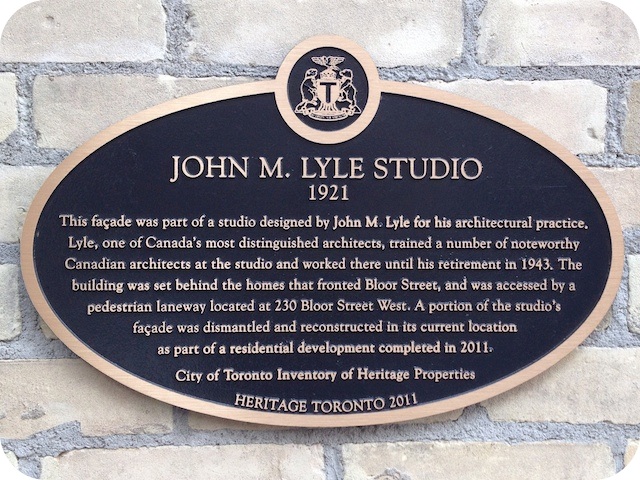 T
JOHN M. LYLE STUDIO
1921
This façade was part of a studio designed by John M. Lyle for his architectural practice.
Lyle, one of Canada's most distinguished architects, trained a number of noteworthy
Canadian architects at the studio and worked there until his retirement in 1943. The
building was set behind the homes that fronted Bloor Street, and was accessed by a
pedestrian laneway located at 230 Bloor Street West. A portion of the studio's
façade was dismantled and reconstructed in its current location
as part of a residential development completed in 2011.
City of Toronto Inventory of Heritage Properties
HERITAGE TORONTO 2011